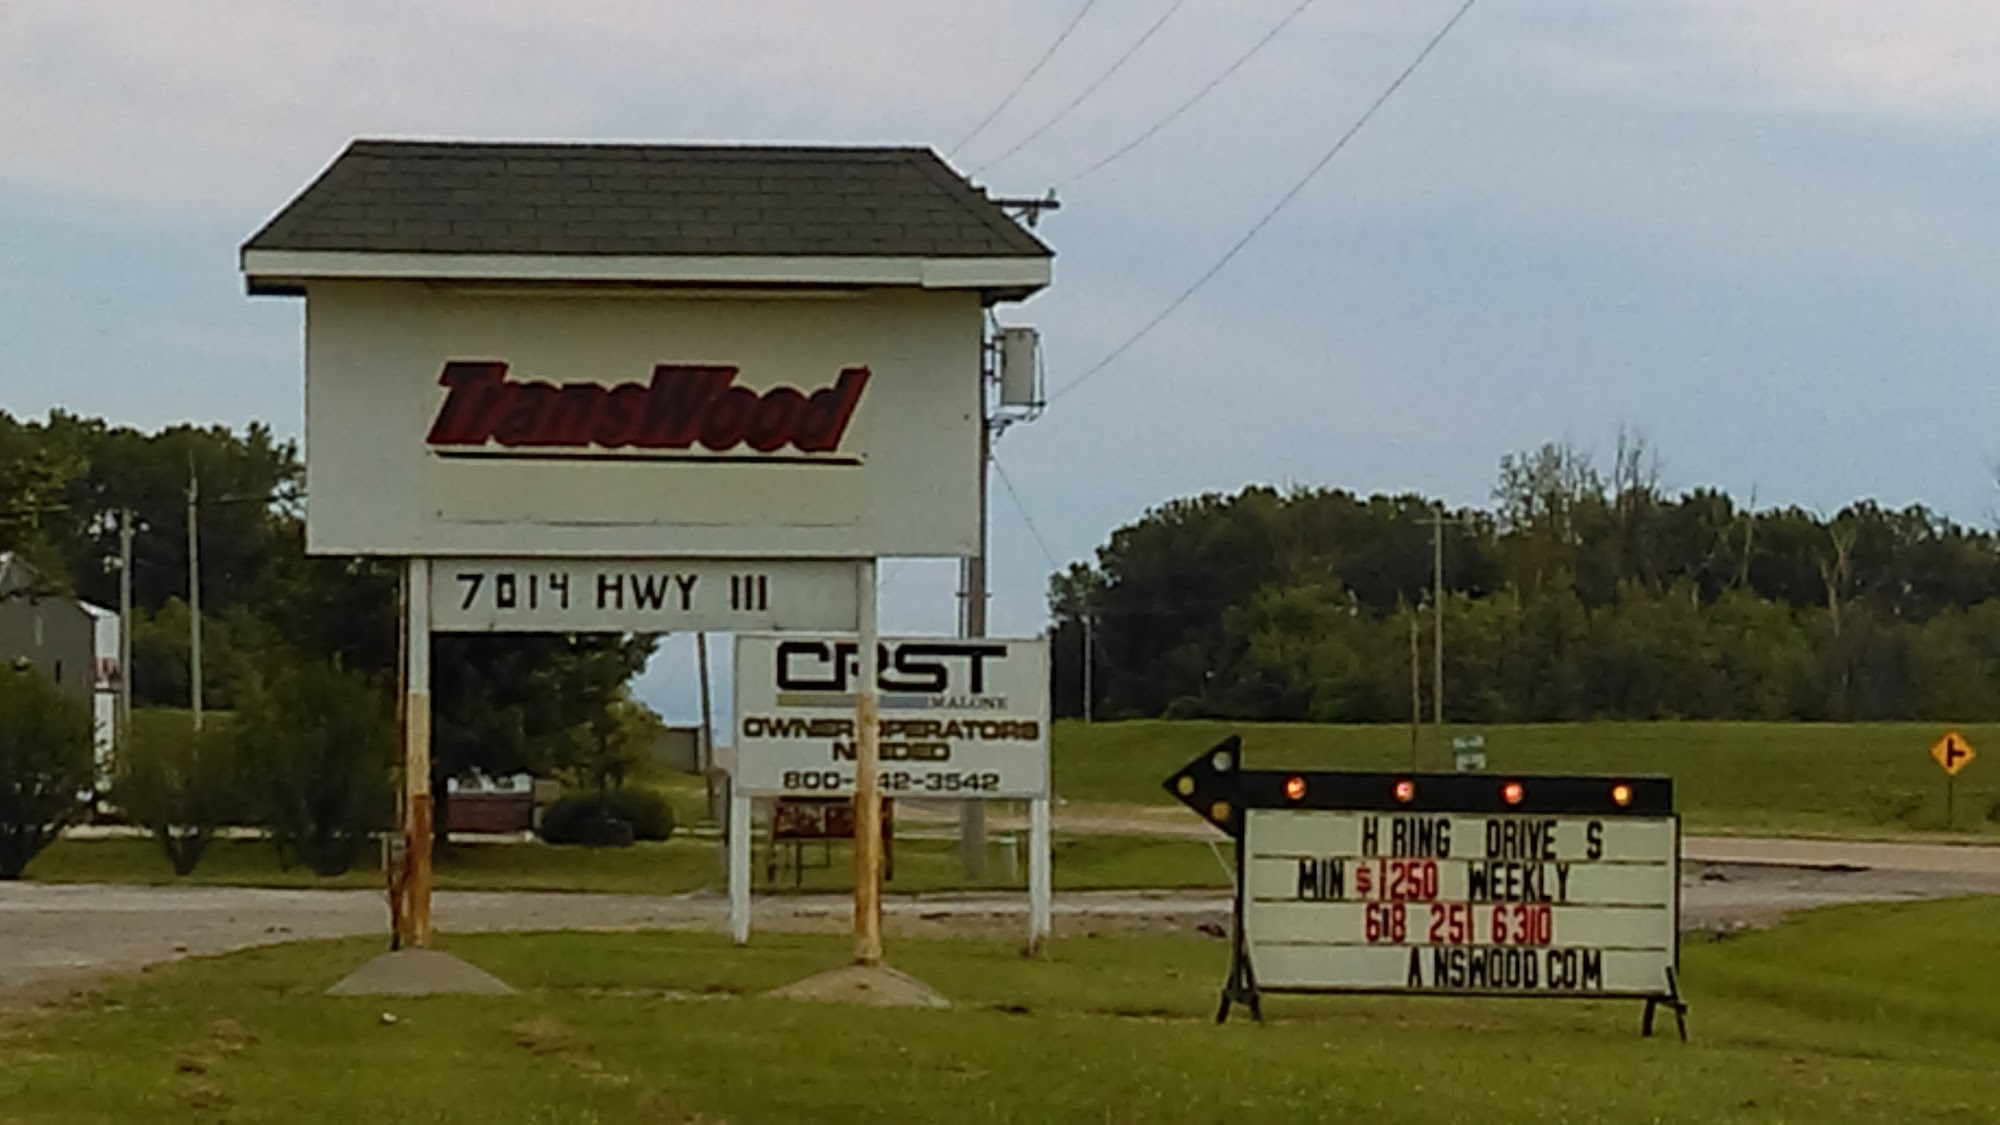 TransWood
7014 HWY 111
CRST
MALONE
OWNER OPERATORS
NEEDED
H RING DRIVE S
MIN $1250 WEEKLY
618 251 6310
A NSWOOD COM